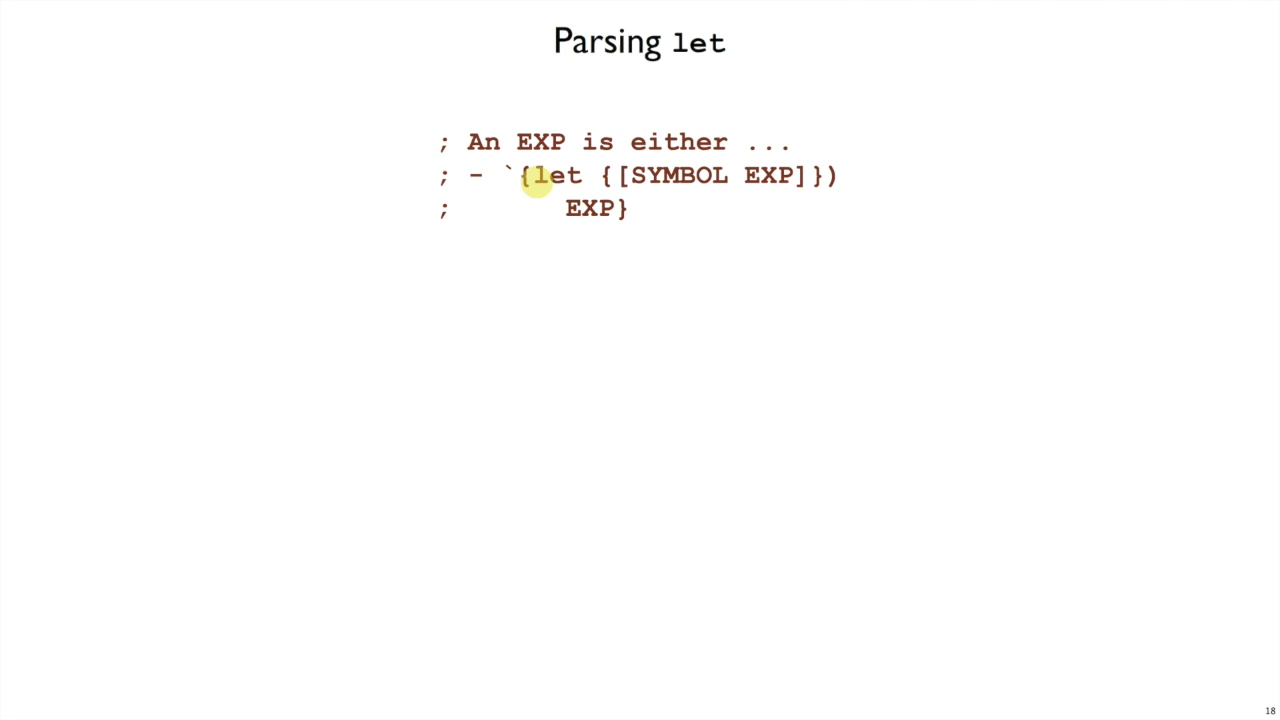 Parsing let
; An EXP is either ...
; - `{let {[SYMBOL EXP]})
; EXP}
18